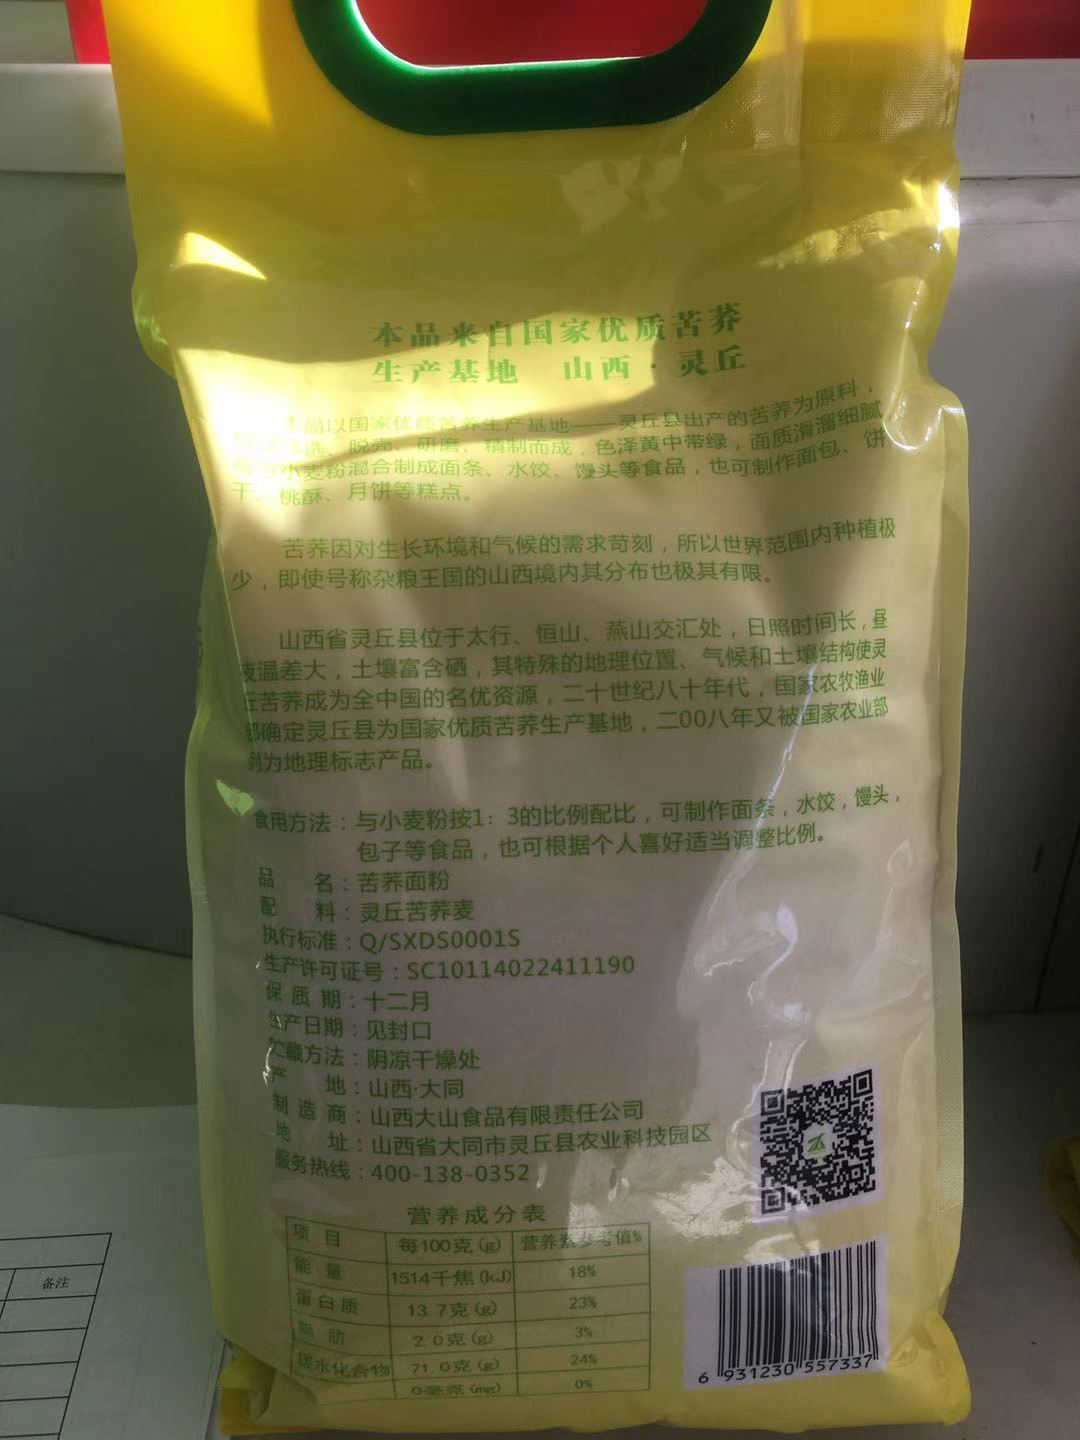 本品来自国家优质苦荞
生产基地 山西·灵丘
本品以国家优质苦荞生产基地——灵丘县出产的苦荞为原料，
选、脱壳、研磨、精制而成，色泽黄中带绿，面质滑溜细腻，
与小麦粉混合制成面条、水饺、馒头等食品，也可制作面包、饼
干、桃酥、月饼等糕点。
苦荞因对生长环境和气候的需求苛刻，所以世界范围内种植极
少，即使号称杂粮王国的山西境内其分布也极其有限。
山西省灵丘县位于太行、恒山、燕山交汇处，日照时间长，昼
夜温差大，土壤富含硒，其特殊的地理位置、气候和土壤结构使灵
丘苦荞成为全中国的名优资源，二十世纪八十年代，国家农牧渔业
部确定灵丘县为国家优质苦荞生产基地，二00八年又被国家农业部
列为地理标志产品。
食用方法：与小麦粉按1：3的比例配比，可制作面条，水饺，馒头，
包子等食品，也可根据个人喜好适当调整比例。
品 名：苦荞面粉
配 料：灵丘苦荞麦
执行标准：Q/SXDS0001S
生产许可证号：SC10114022411190
保质期：十二月
生产日期：见封口
贮藏方法：阴凉干燥处
产 地：山西·大同
制造商：山西大山食品有限责任公司
地 址：山西省大同市灵丘县农业科技园区
服务热线：400-138-0352
营养成分表
项 目 每100克(g) 营养素参考值%
能 量 1514千焦(kJ) 18%
蛋白质 13.7克(g) 23%
脂 肪 2.0克(g) 3%
碳水化合物 71.0克(g) 24%
0毫克(mg) 0%
6 931230 557337
备注